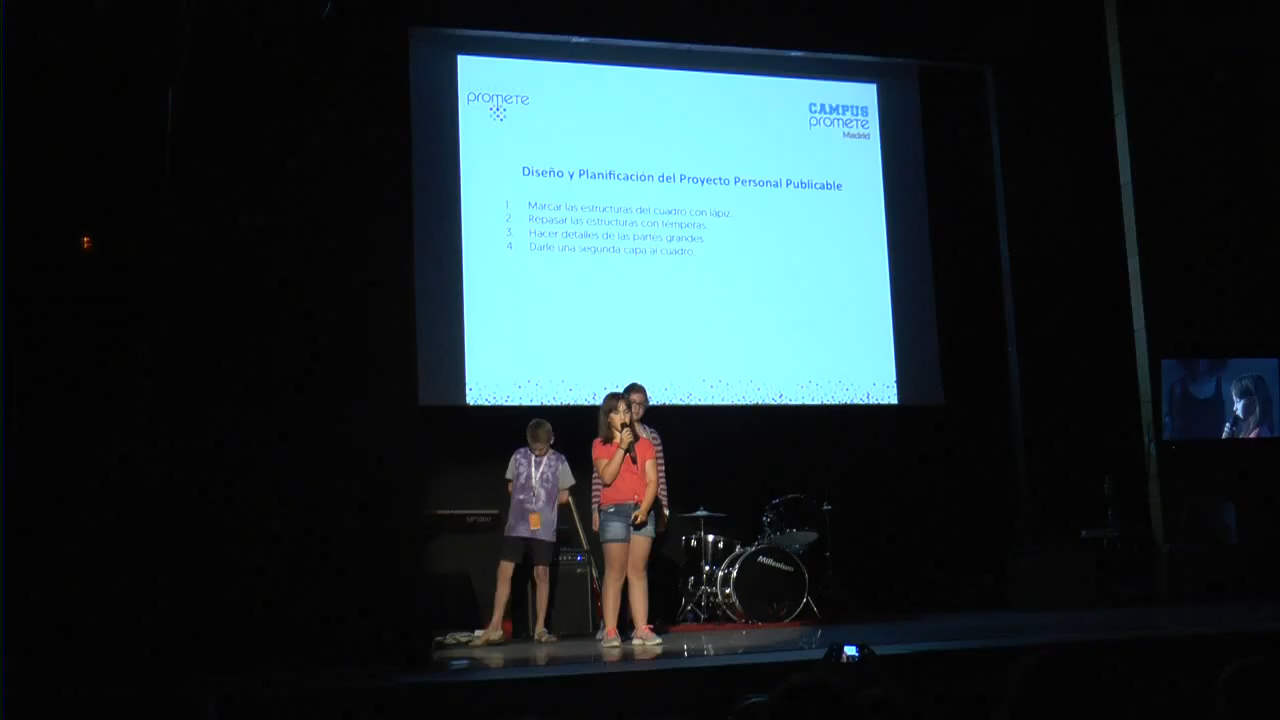 promete
CAMPUS
promete
Madrid
Diseño y Planificación del Proyecto Personal Publicable
1. Marcar las estructuras del cuadro con lápiz.
2. Repasar las estructuras con témperas.
3. Hacer detalles de las partes grandes.
4. Darle una segunda capa al cuadro.
Millenium